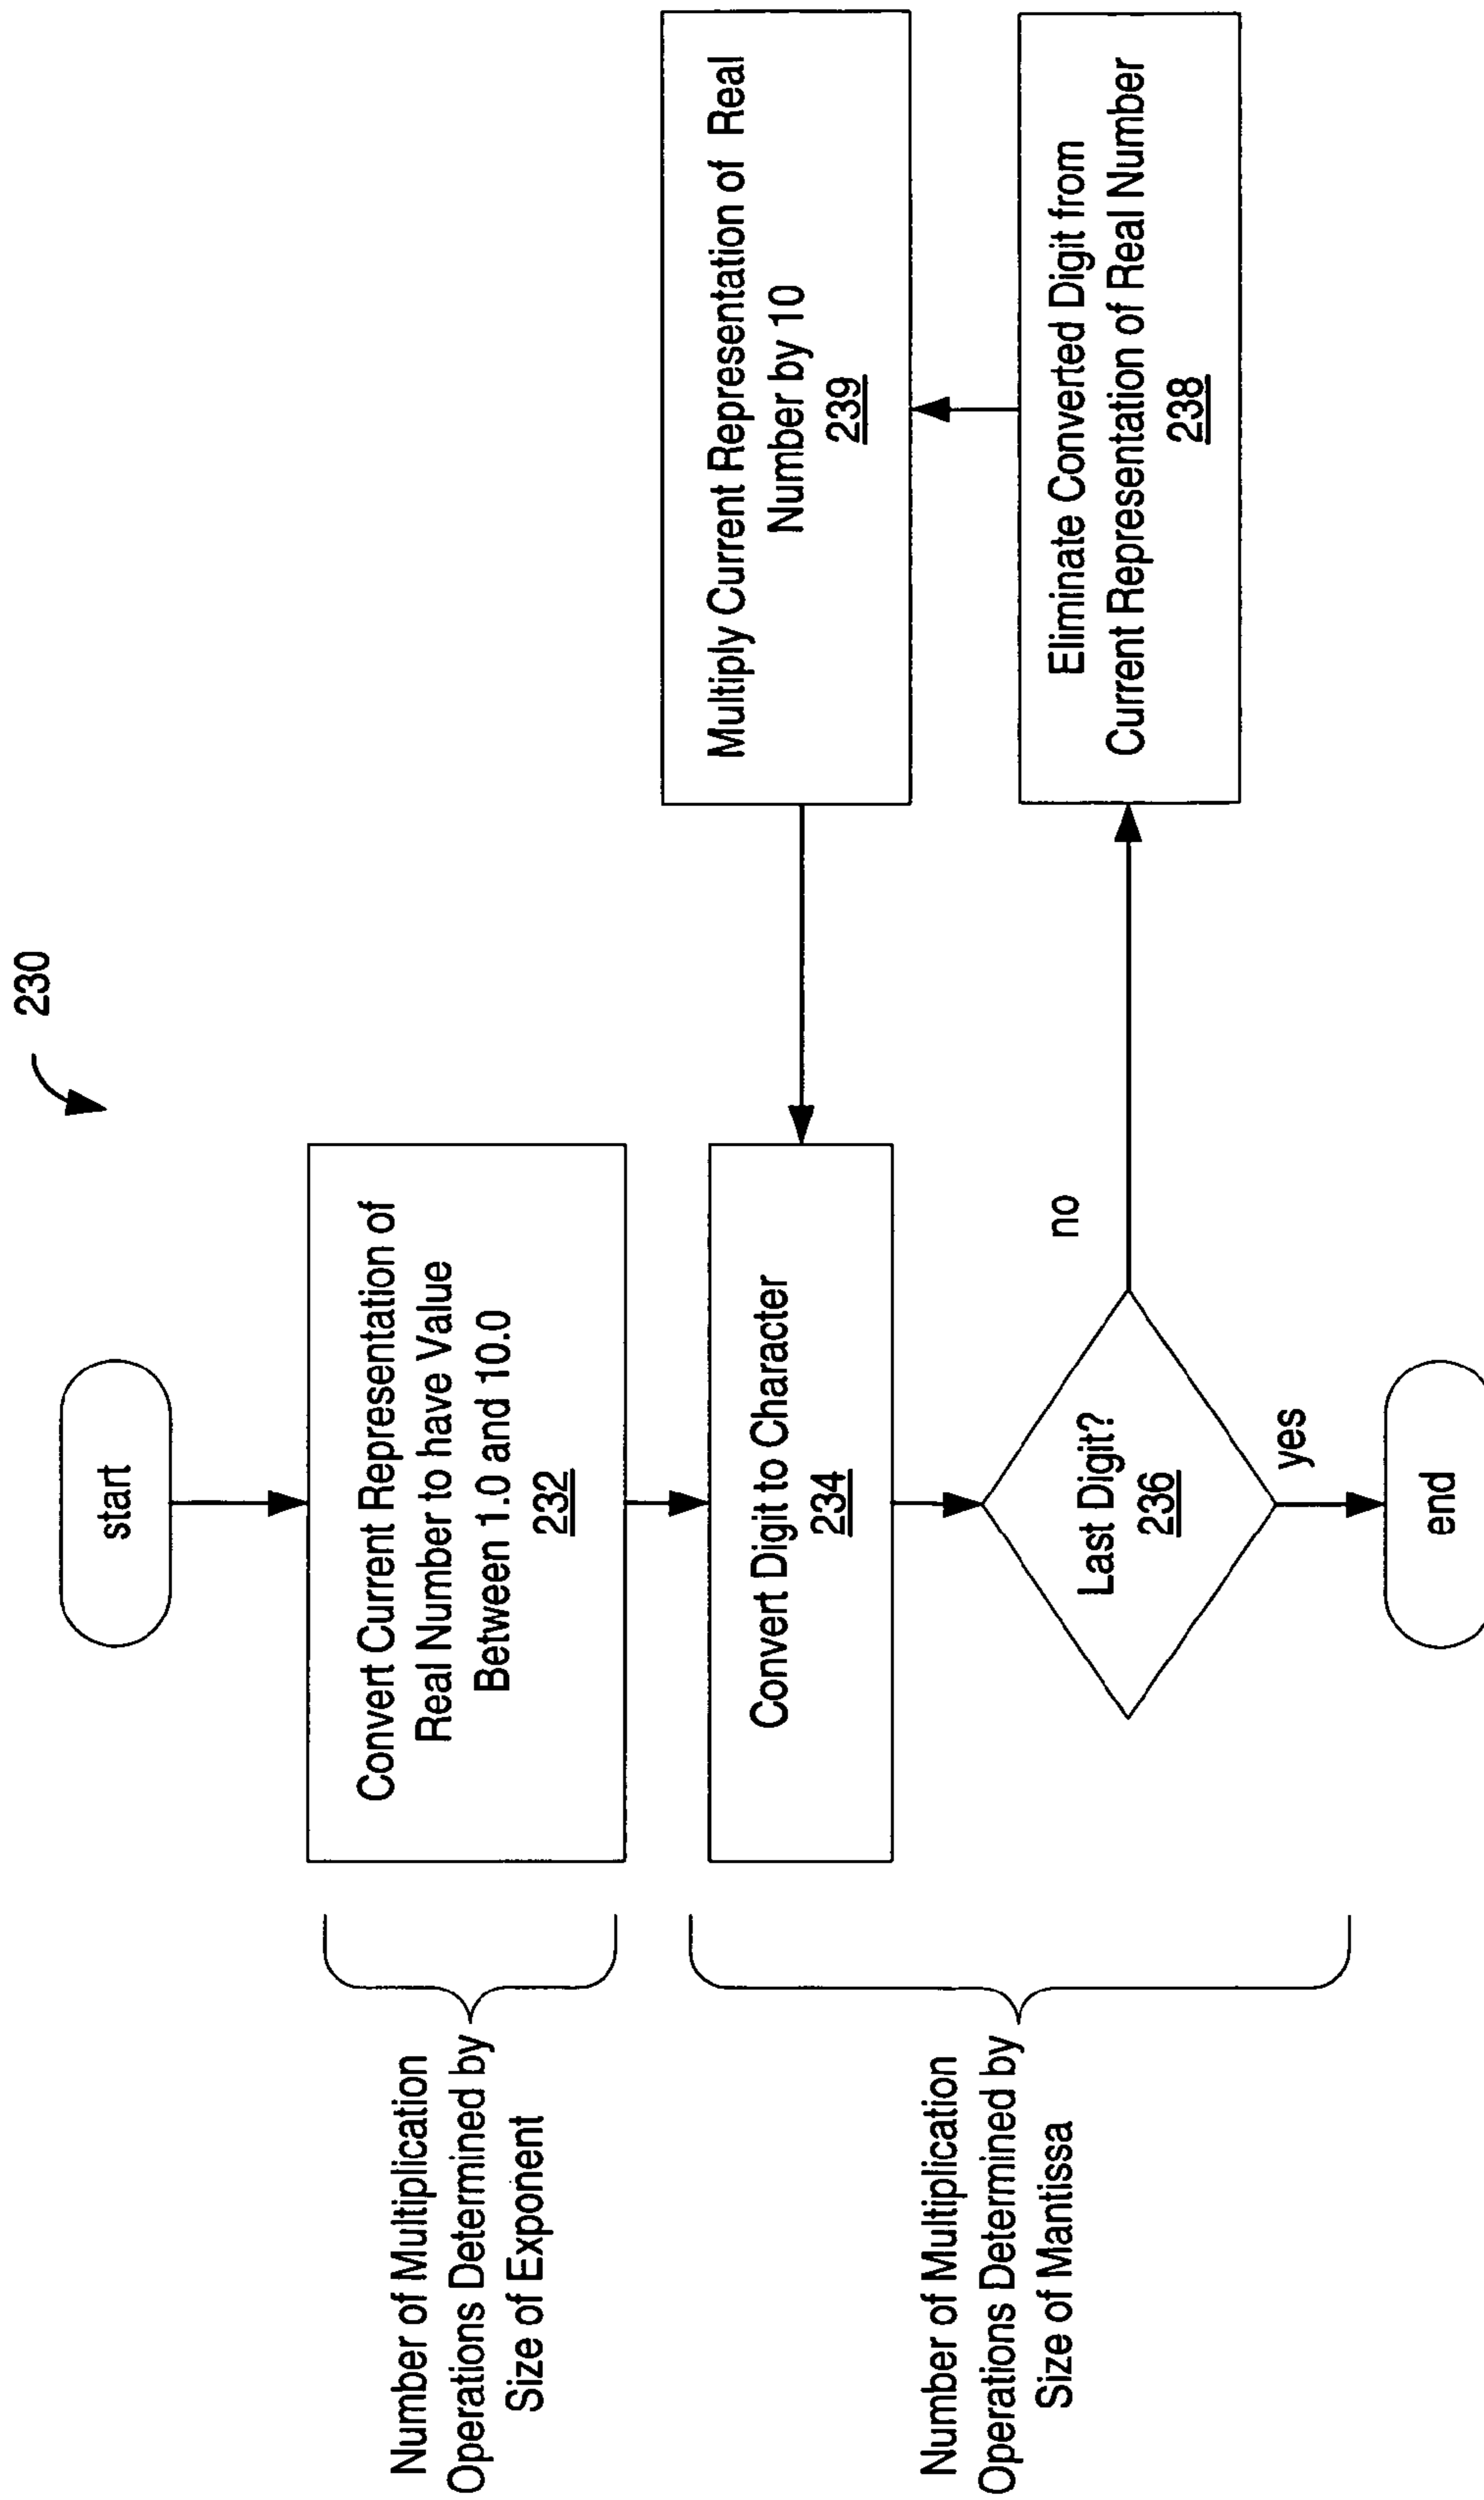 230
start
Convert Current Representation of
Real Number to have Value
Between 1.0 and 10.0
232
Number of Multiplication
Operations Determined by
Size of Exponent
Convert Digit to Character
234
Multiply Current Representation of Real
Number by 10
239
Last Digit?
236
no
yes
Eliminate Converted Digit from
Current Representation of Real Number
238
Number of Multiplication
Operations Determined by
Size of Mantissa
end